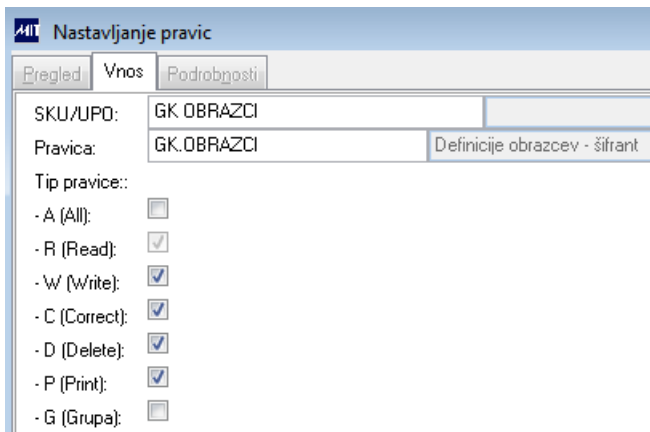 MIT Nastavljanje pravic
Pregled Vnos Podrobnosti
SKU/UPO: GK OBRAZCI
Pravica: GK.OBRAZCI Definicije obrazcev - šifrant
Tip pravice::
- A (All):
- R (Read):
- W (Write):
- C (Correct):
- D (Delete):
- P (Print):
- G (Grupa):